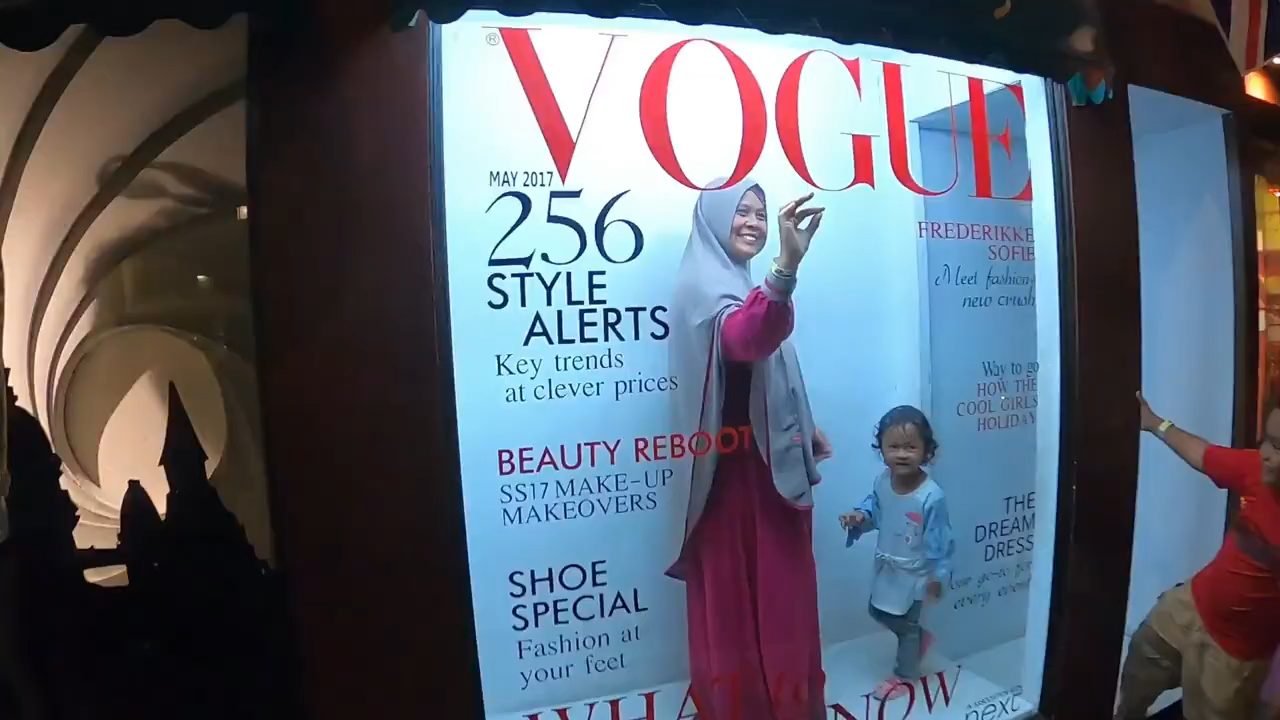 ®
VOGUE
MAY 2017
256
STYLE
ALERTS
Key trends
at clever prices
BEAUTY REBOOT
SS17 MAKE-UP
MAKEOVERS
SHOE
SPECIAL
Fashion at
your feet
FREDERIKKE
SOFIE
Meet fashion
new crush
Way to go
HOW THE
COOL GIRLS
HOLIDAY
THE
DREAM
DRESS
every
WHAT NOW
next